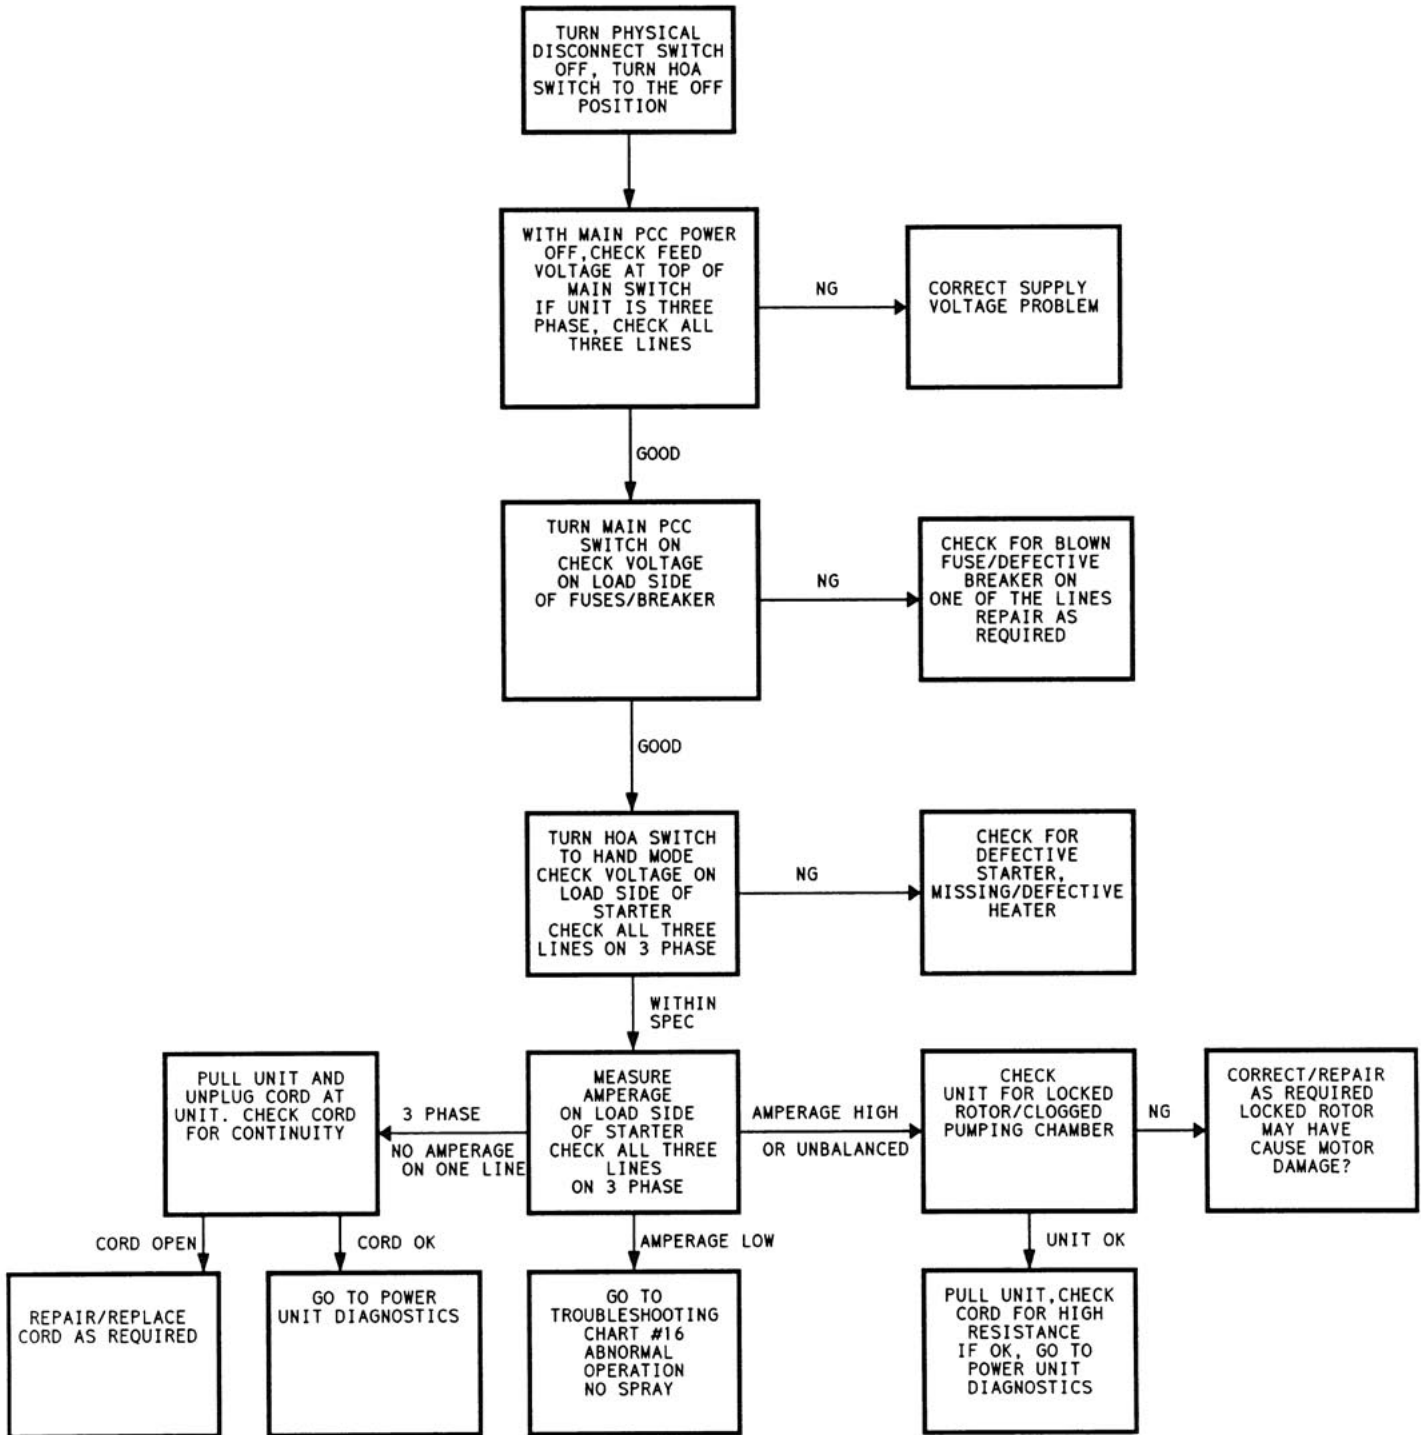 TURN PHYSICAL
DISCONNECT SWITCH
OFF, TURN HOA
SWITCH TO THE OFF
POSITION
WITH MAIN PCC POWER
OFF,CHECK FEED
VOLTAGE AT TOP OF
MAIN SWITCH
IF UNIT IS THREE
PHASE, CHECK ALL
THREE LINES
NG
CORRECT SUPPLY
VOLTAGE PROBLEM
GOOD
TURN MAIN PCC
SWITCH ON
CHECK VOLTAGE
ON LOAD SIDE
OF FUSES/BREAKER
NG
CHECK FOR BLOWN
FUSE/DEFECTIVE
BREAKER ON
ONE OF THE LINES
REPAIR AS
REQUIRED
GOOD
TURN HOA SWITCH
TO HAND MODE
CHECK VOLTAGE ON
LOAD SIDE OF
STARTER
CHECK ALL THREE
LINES ON 3 PHASE
NG
CHECK FOR
DEFECTIVE
STARTER,
MISSING/DEFECTIVE
HEATER
WITHIN
SPEC
PULL UNIT AND
UNPLUG CORD AT
UNIT. CHECK CORD
FOR CONTINUITY
3 PHASE
NO AMPERAGE
ON ONE LINE
MEASURE
AMPERAGE
ON LOAD SIDE
OF STARTER
CHECK ALL THREE
LINES
ON 3 PHASE
AMPERAGE HIGH
OR UNBALANCED
CHECK
UNIT FOR LOCKED
ROTOR/CLOGGED
PUMPING CHAMBER
NG
CORRECT/REPAIR
AS REQUIRED
LOCKED ROTOR
MAY HAVE
CAUSE MOTOR
DAMAGE?
CORD OPEN
CORD OK
AMPERAGE LOW
UNIT OK
REPAIR/REPLACE
CORD AS REQUIRED
GO TO POWER
UNIT DIAGNOSTICS
GO TO
TROUBLESHOOTING
CHART #16
ABNORMAL
OPERATION
NO SPRAY
PULL UNIT,CHECK
CORD FOR HIGH
RESISTANCE
IF OK, GO TO
POWER UNIT
DIAGNOSTICS